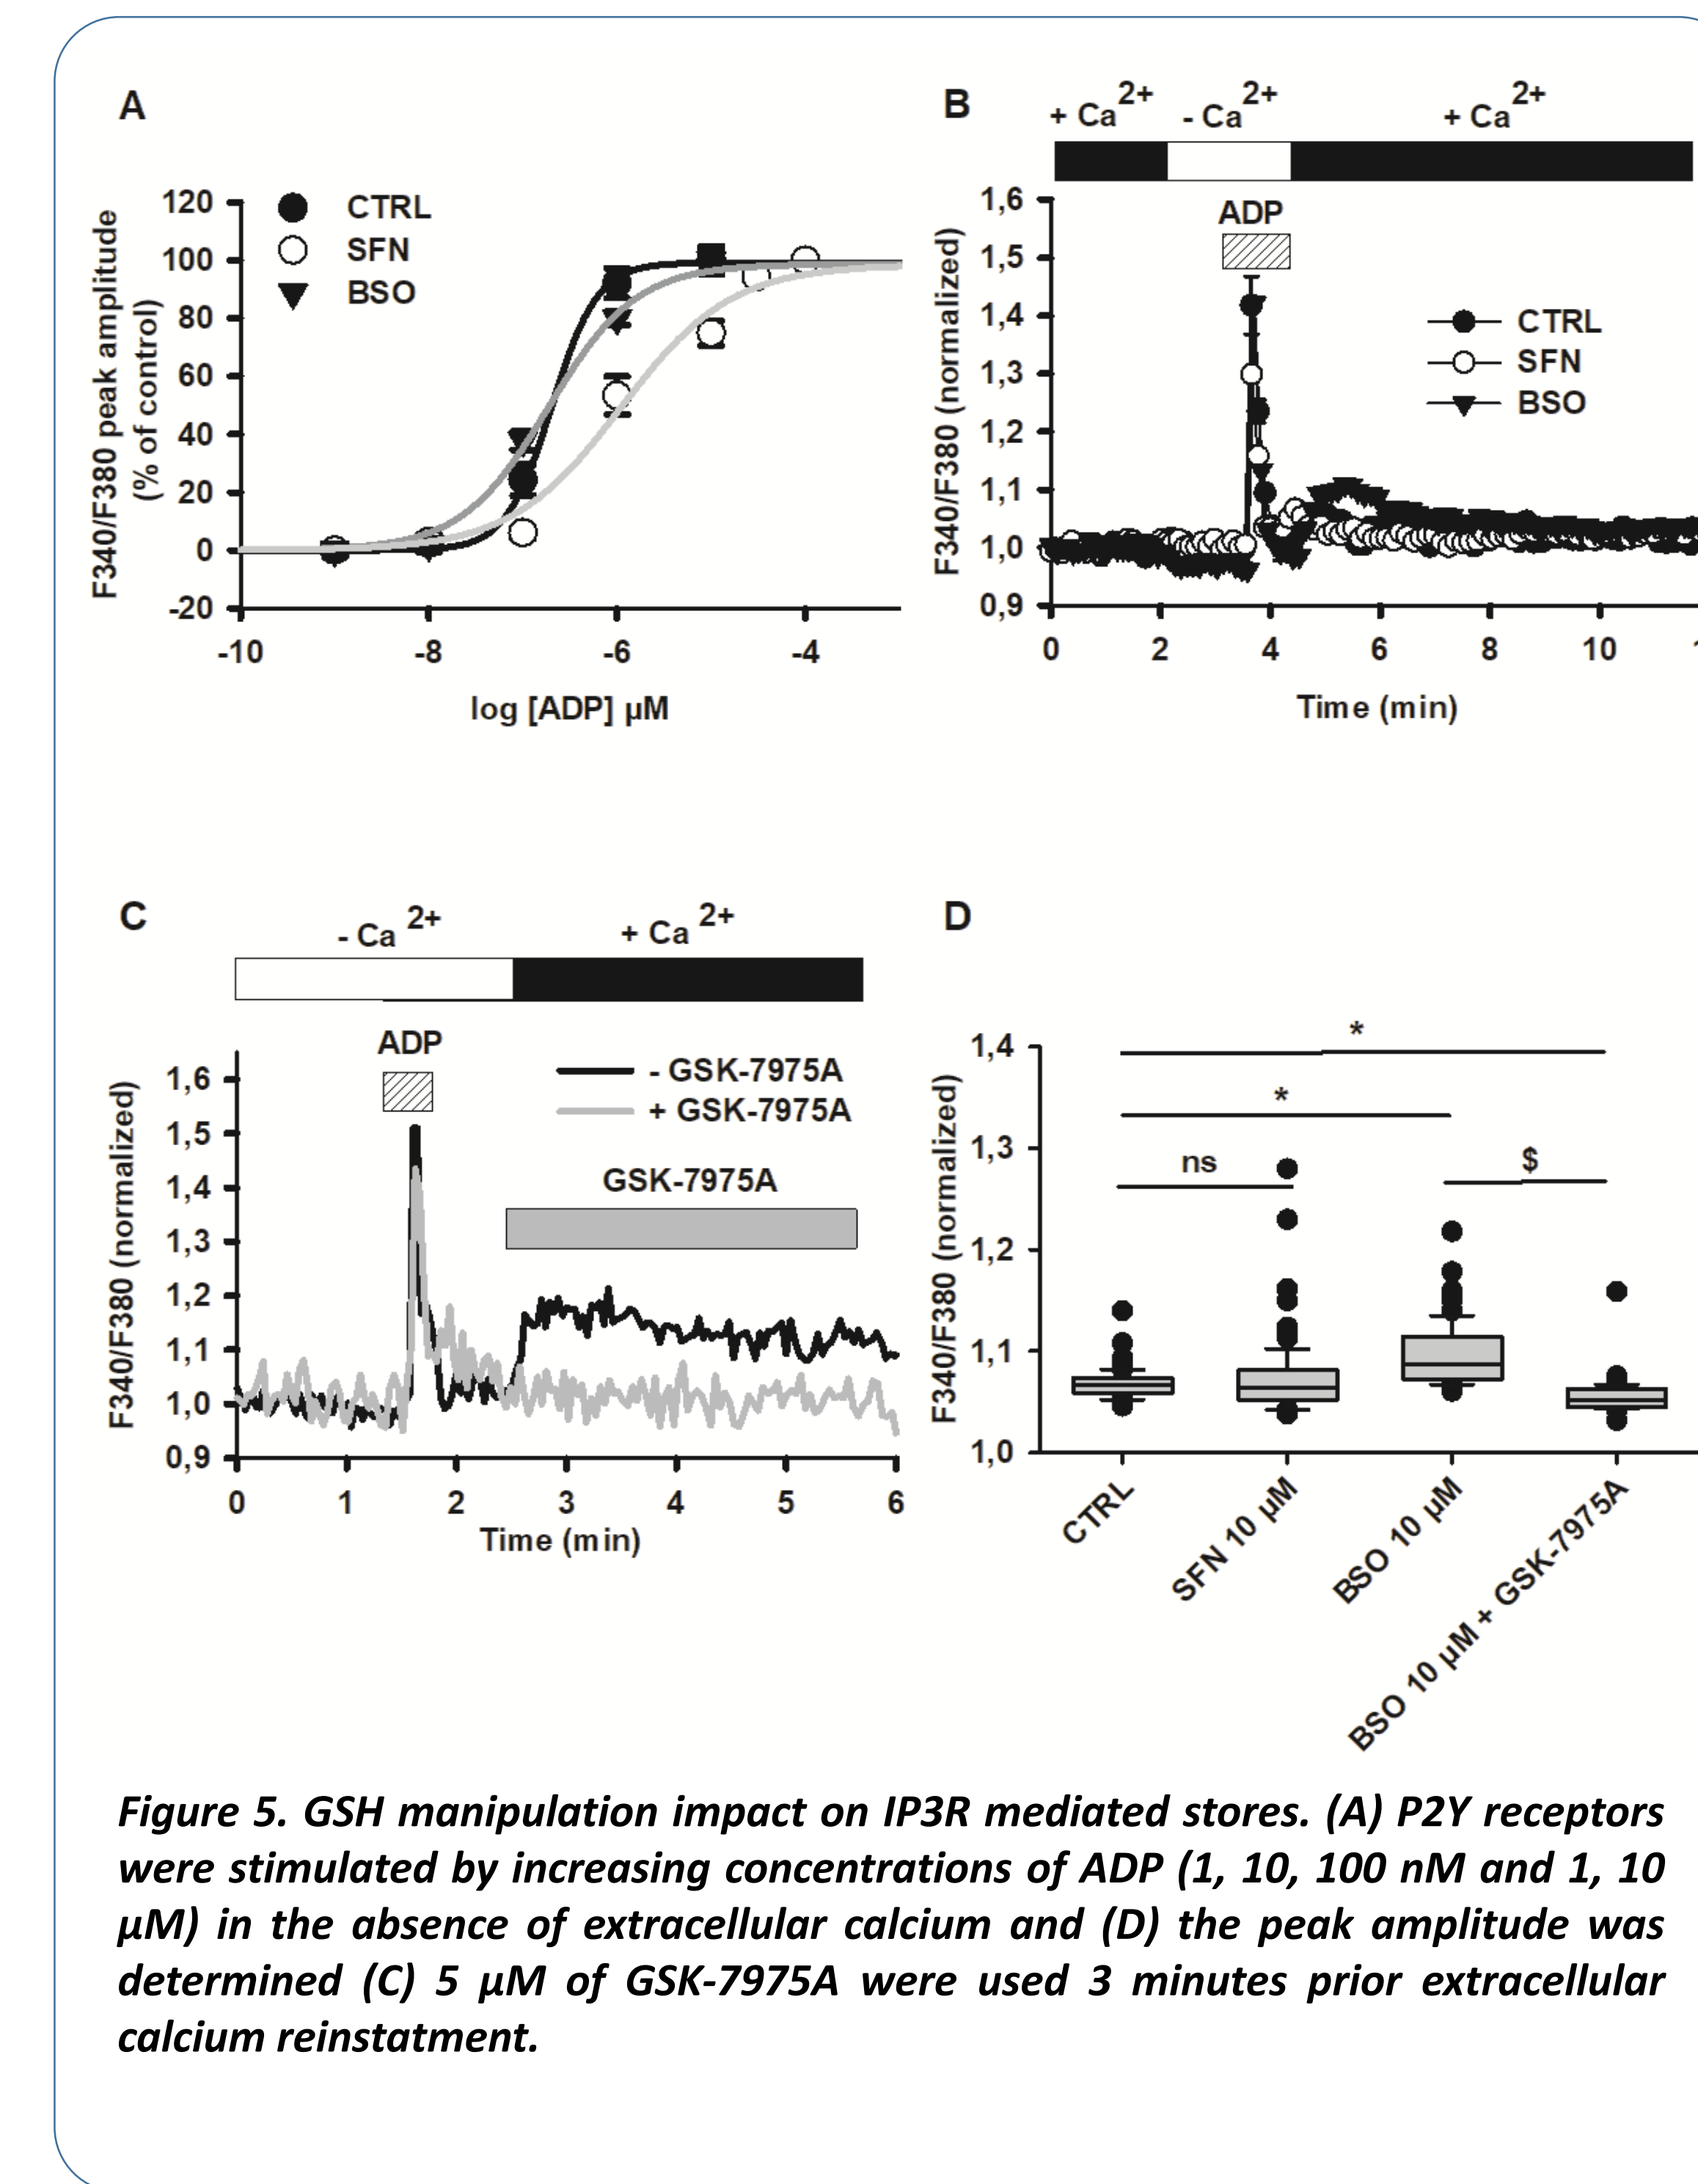 A
120
100
80
60
40
20
0
-20
-10
-8
-6
-4
CTRL
SFN
BSO
F340/F380 peak amplitude
(% of control)
log [ADP] µM
B
+ Ca 2+
- Ca 2+
+ Ca 2+
ADP
1,6
1,5
1,4
1,3
1,2
1,1
1,0
0,9
0
2
4
6
8
10
CTRL
SFN
BSO
F340/F380 (normalized)
Time (min)
C
- Ca 2+
+ Ca 2+
ADP
- GSK-7975A
+ GSK-7975A
GSK-7975A
1,6
1,5
1,4
1,3
1,2
1,1
1,0
0,9
0
1
2
3
4
5
6
F340/F380 (normalized)
Time (min)
D
1,4
1,3
1,2
1,1
1,0
*
*
ns
$
F340/F380 (normalized)
CTRL
SFN 10 µM
BSO 10 µM
BSO 10 µM + GSK-7975A
Figure 5. GSH manipulation impact on IP3R mediated stores. (A) P2Y receptors
were stimulated by increasing concentrations of ADP (1, 10, 100 nM and 1, 10
µM) in the absence of extracellular calcium and (D) the peak amplitude was
determined (C) 5 µM of GSK-7975A were used 3 minutes prior extracellular
calcium reinstatment.